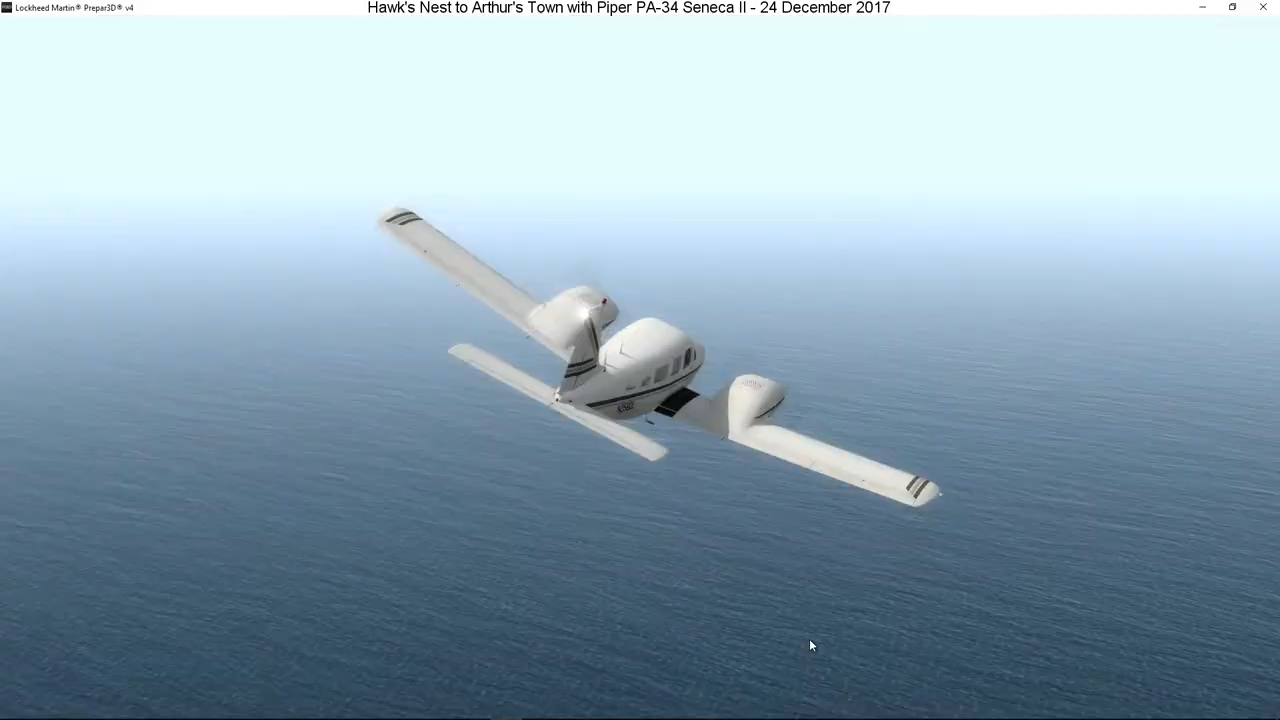 Lockheed Martin® Prepar3D® v4
Hawk's Nest to Arthur's Town with Piper PA-34 Seneca II - 24 December 2017